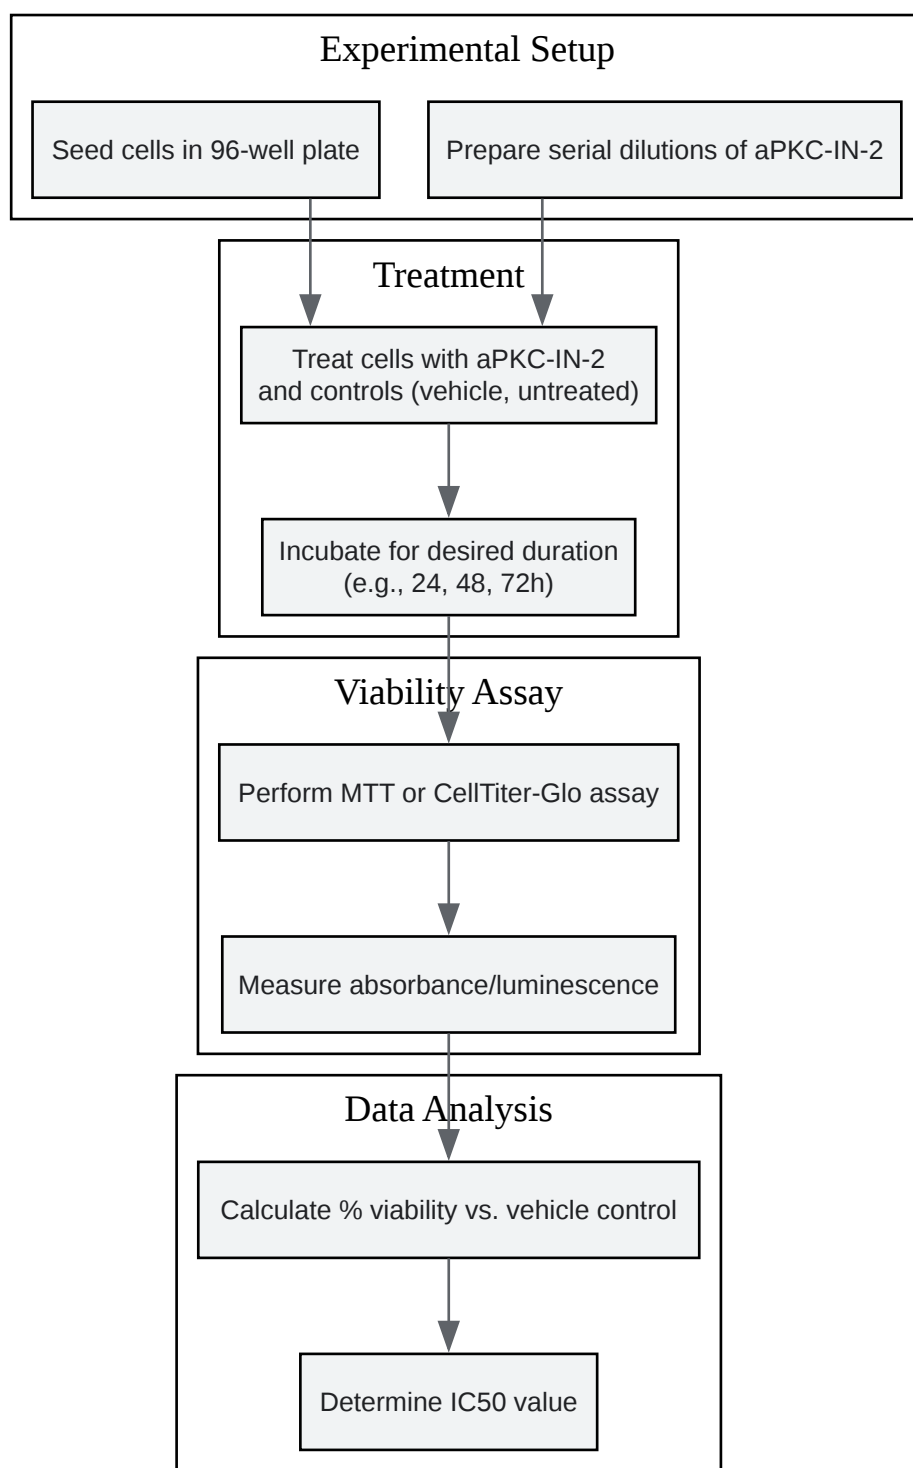 Experimental Setup
Seed cells in 96-well plate
Prepare serial dilutions of aPKC-IN-2
Treatment
Treat cells with aPKC-IN-2
and controls (vehicle, untreated)
Incubate for desired duration
(e.g., 24, 48, 72h)
Viability Assay
Perform MTT or CellTiter-Glo assay
Measure absorbance/luminescence
Data Analysis
Calculate % viability vs. vehicle control
Determine IC50 value